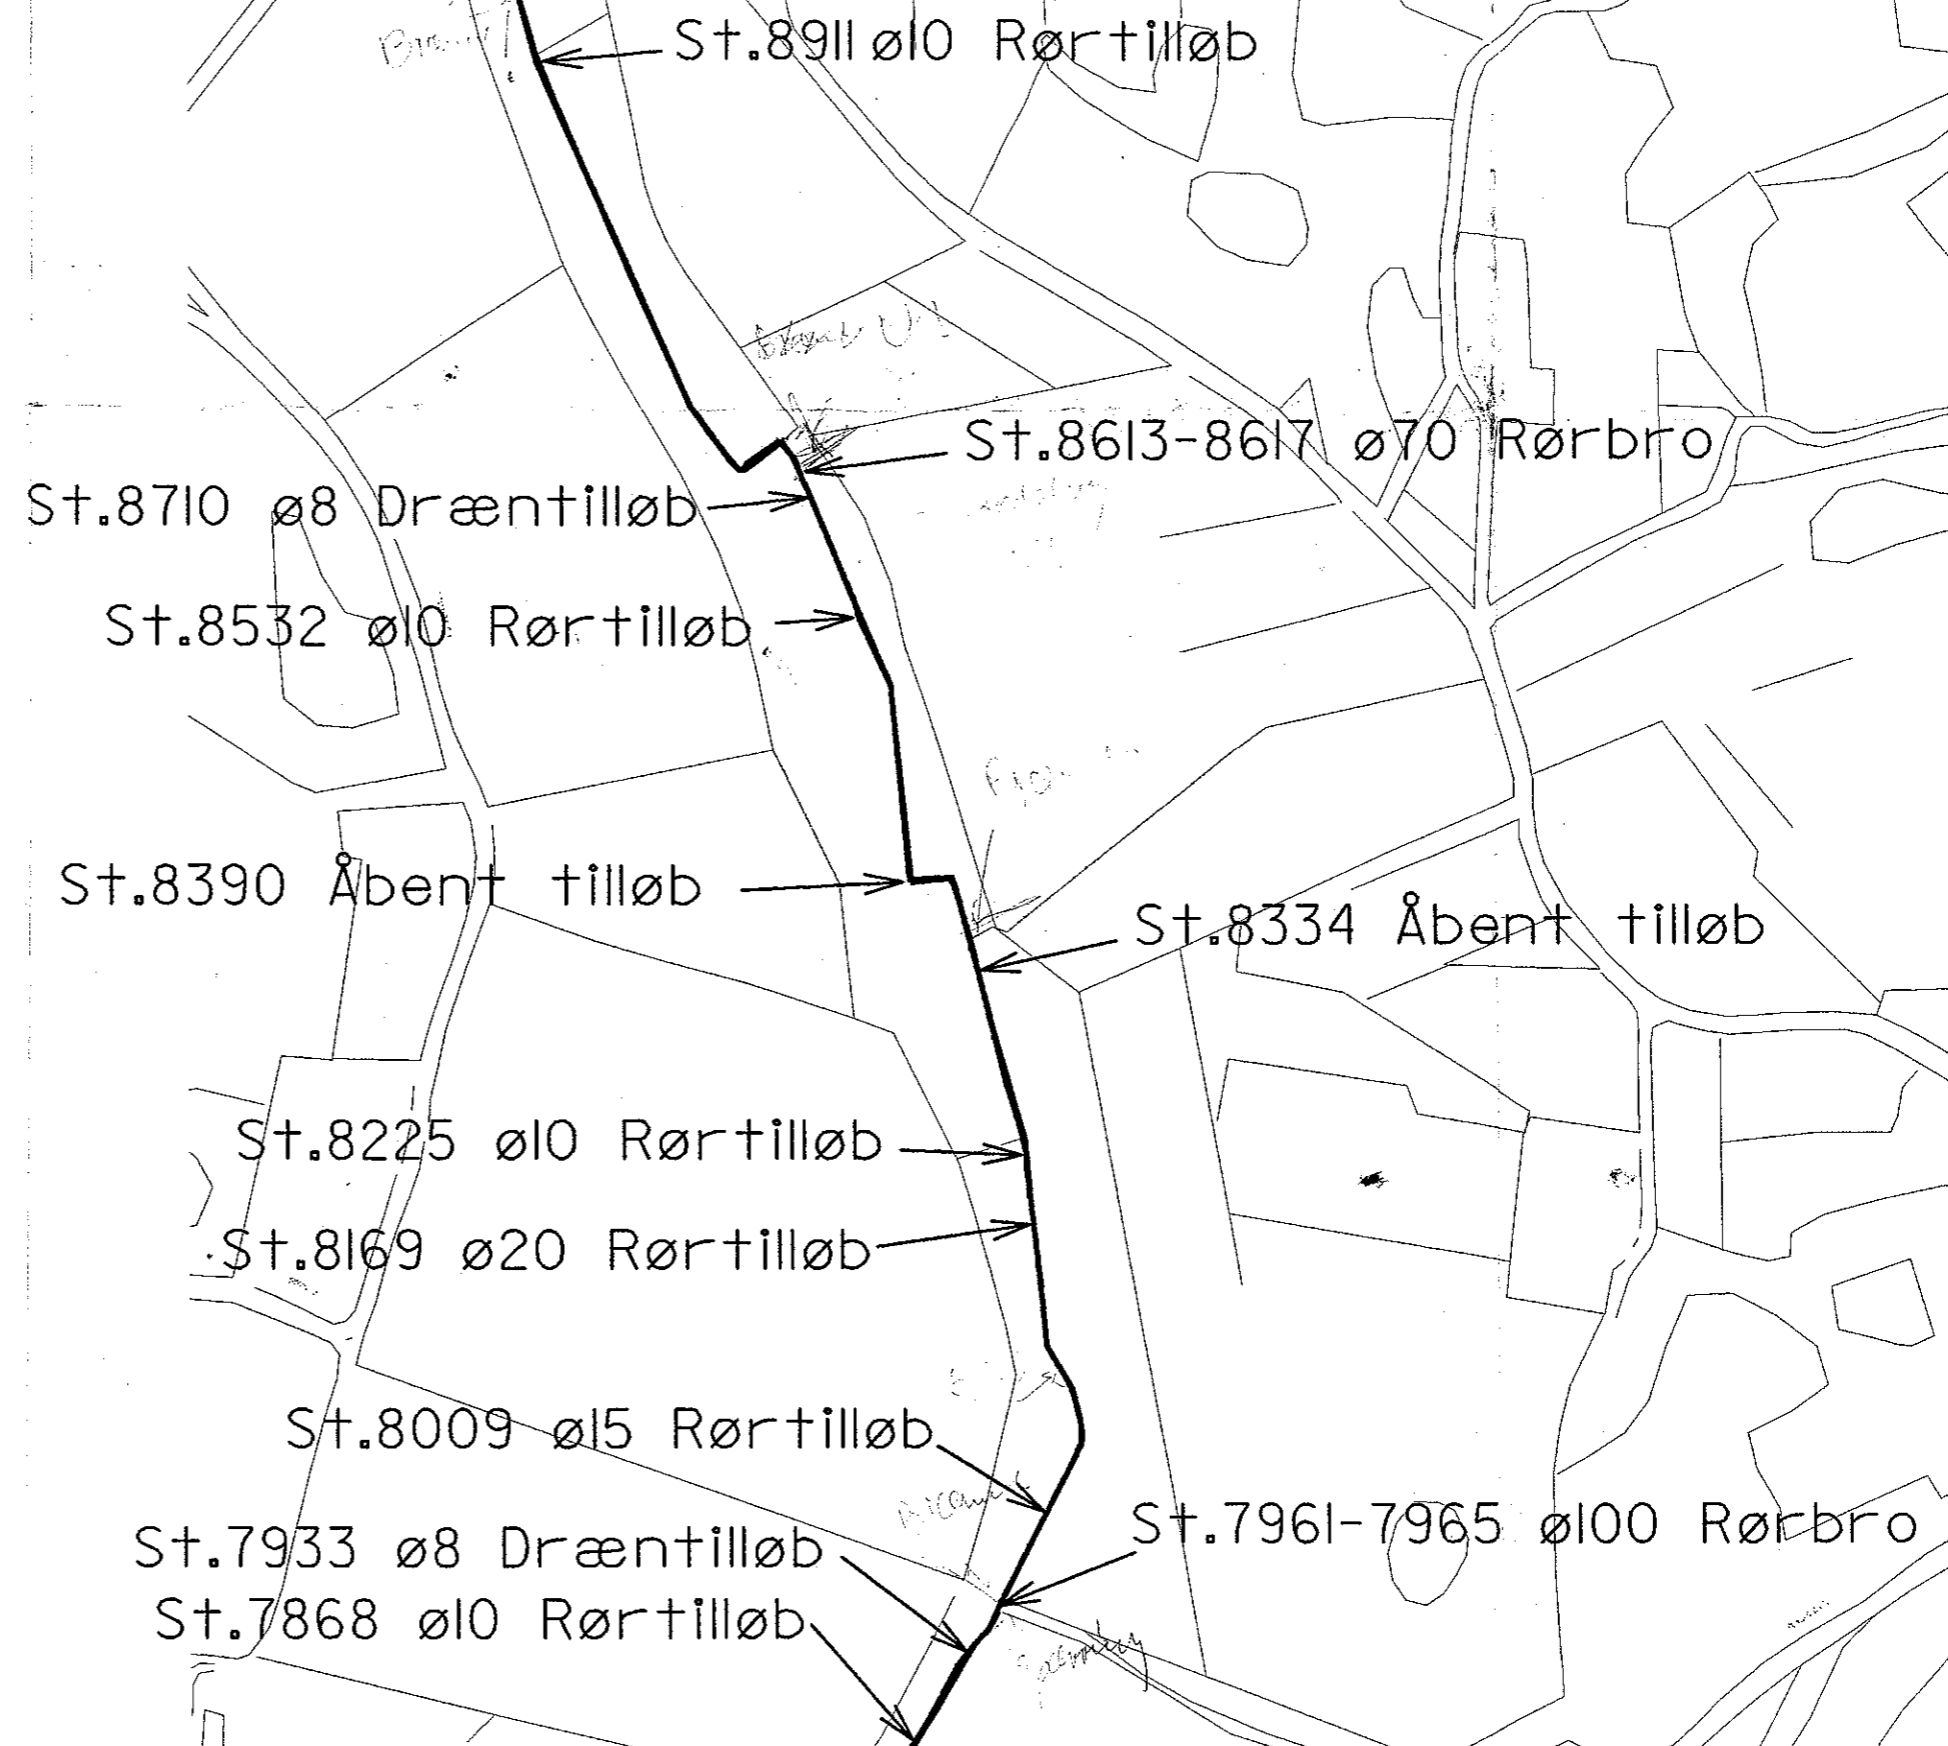 St.8911 ø10 Rørtilløb
St.8613-8617 ø70 Rørbro
St.8710 ø8 Dræntilløb
St.8532 ø10 Rørtilløb
St.8390 Åbent tilløb
St.8334 Åbent tilløb
St.8225 ø10 Rørtilløb
St.8169 ø20 Rørtilløb
St.8009 ø15 Rørtilløb
St.7961-7965 ø100 Rørbro
St.7933 ø8 Dræntilløb
St.7868 ø10 Rørtilløb